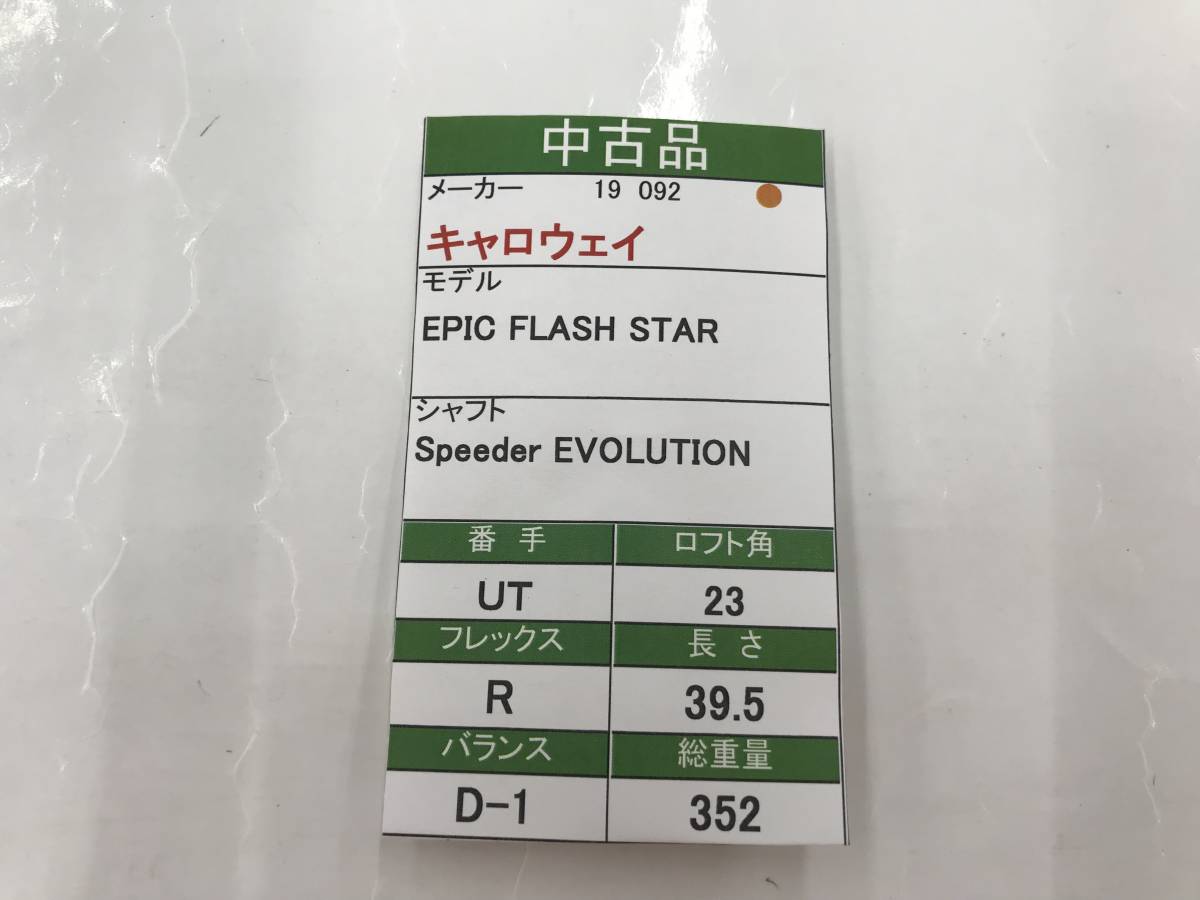 中古品
メーカー 19 092
キャロウェイ
モデル
EPIC FLASH STAR
シャフト
Speeder EVOLUTION
番 手 ロフト角
UT 23
フレックス 長 さ
R 39.5
バランス 総重量
D-1 352